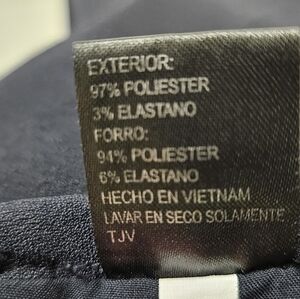 EXTERIOR:
97% POLIESTER
3% ELASTANO
FORRO:
94% POLIESTER
6% ELASTANO
HECHO EN VIETNAM
LAVAR EN SECO SOLAMENTE
TJV